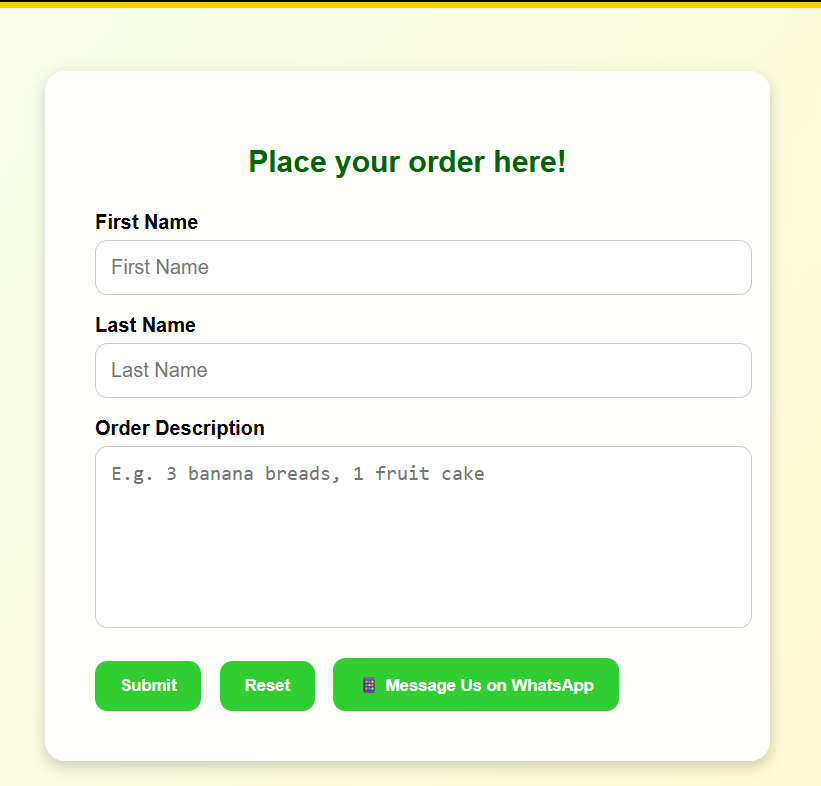 Place your order here!
First Name
First Name
Last Name
Last Name
Order Description
E.g. 3 banana breads, 1 fruit cake
Submit
Reset
Message Us on WhatsApp